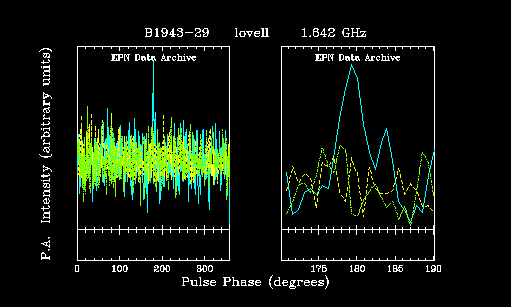 B1943-29 lovell 1.642 GHz
EPN Data Archive
EPN Data Archive
P.A. Intensity (arbitrary units)
0 100 200 300
175 180 185 190
Pulse Phase (degrees)